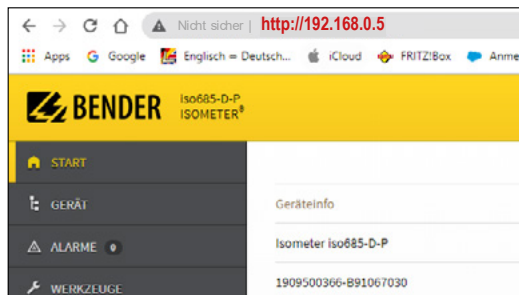 Nicht sicher | http://192.168.0.5
Apps Google Englisch = Deutsch... iCloud FRITZ!Box Anme
BENDER iso685-D-P
ISOMETER®
START
GERÄT
Geräteinfo
ALARME 0
Isometer iso685-D-P
WERKZEUGE
1909500366-B91067030